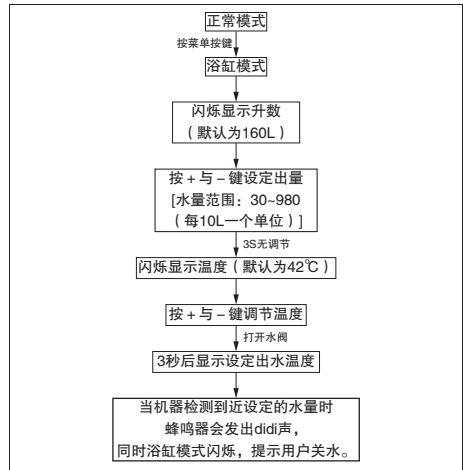 正常模式
按菜单按键
浴缸模式
闪烁显示升数
（默认为160L）
按+与-键设定出量
[水量范围：30~980
（每10L一个单位）]
3S无调节
闪烁显示温度（默认为42℃）
按+与-键调节温度
打开水阀
3秒后显示设定出水温度
当机器检测到近设定的水量时
蜂鸣器会发出didi声，
同时浴缸模式闪烁，提示用户关水。